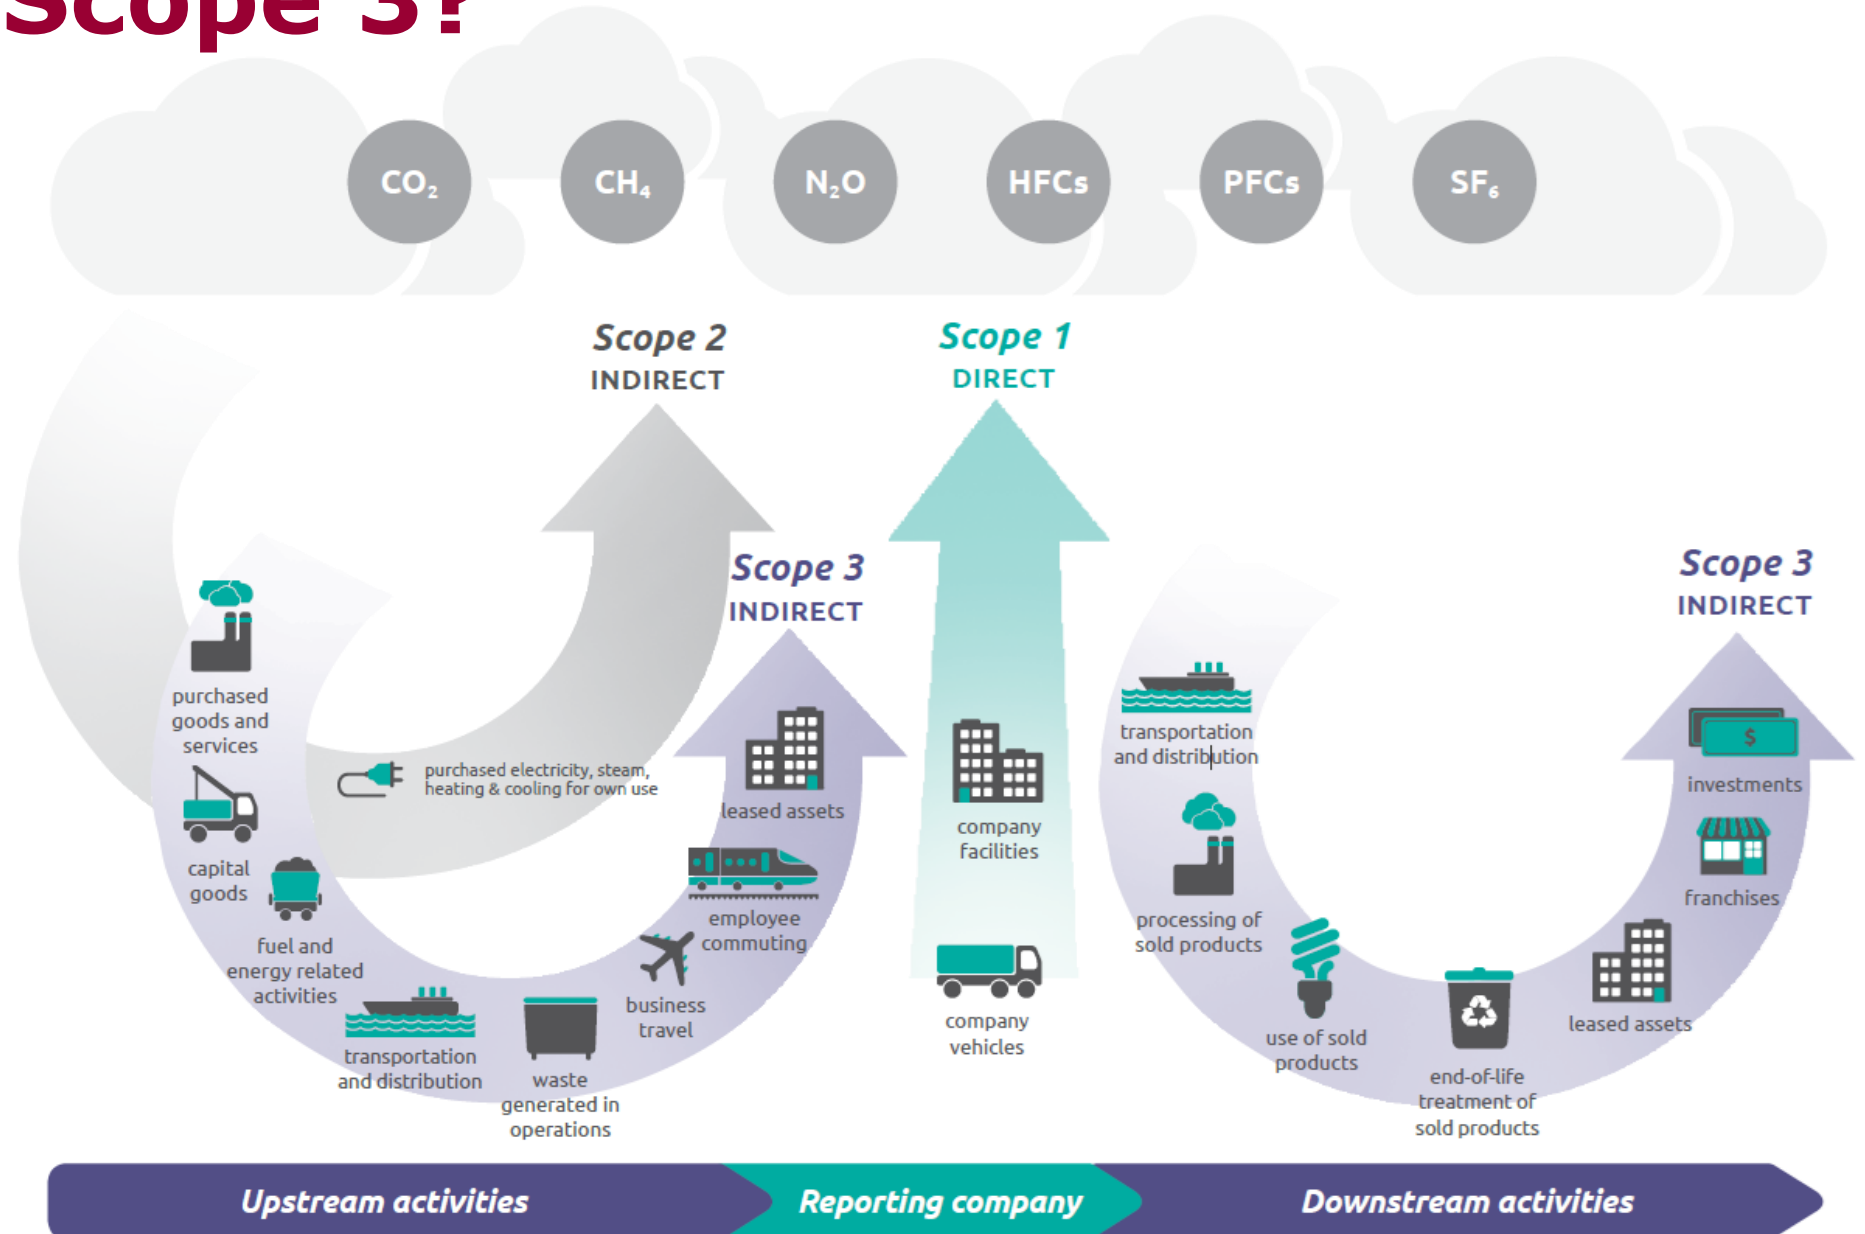 Scope 3?
CO₂
CH₄
N₂O
HFCs
PFCs
SF₆
Scope 2
INDIRECT
Scope 1
DIRECT
Scope 3
INDIRECT
Scope 3
INDIRECT
purchased
goods and
services
capital
goods
fuel and
energy related
activities
transportation
and distribution
waste
generated in
operations
business
travel
employee
commuting
leased assets
purchased electricity, steam,
heating & cooling for own use
company
facilities
company
vehicles
transportation
and distribution
processing of
sold products
use of sold
products
end-of-life
treatment of
sold products
leased assets
franchises
$
investments
Upstream activities
Reporting company
Downstream activities